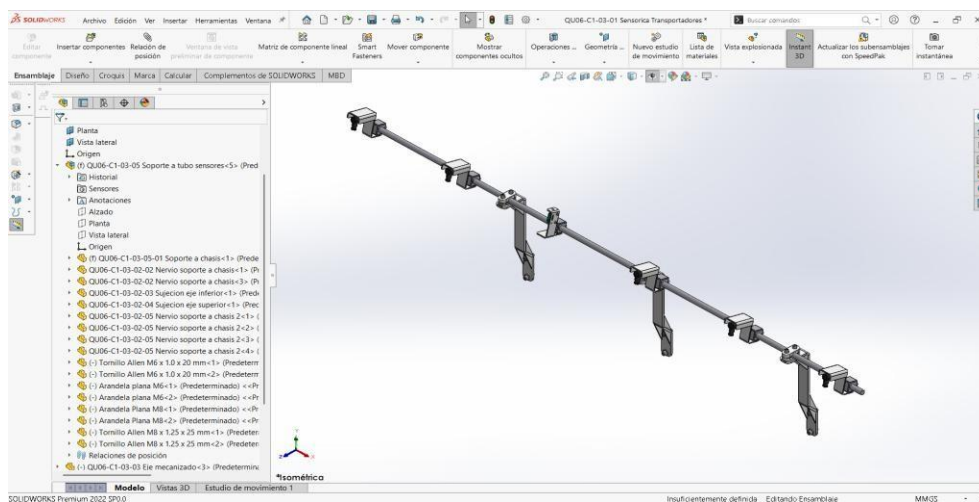 SOLIDWORKS Archivo Edición Ver Insertar Herramientas Ventana
QU06-C1-03-01 Sensorica Transportadores *
Buscar comandos
Editar componente
Insertar componentes
Relación de posición
Ventana de vista preliminar de componente
Matriz de componente lineal
Smart Fasteners
Mover componente
Mostrar componentes ocultos
Operaciones ...
Geometría ...
Nuevo estudio de movimiento
Lista de materiales
Vista explosionada
Instant 3D
Actualizar los subensamblajes con SpeedPak
Tomar instantánea
Ensamblaje Diseño Croquis Marca Calcular Complementos de SOLIDWORKS MBD
Planta
Vista lateral
Origen
(f) QU06-C1-03-05 Soporte a tubo sensores<5> (Pred
Historial
Sensores
Anotaciones
Alzado
Planta
Vista lateral
Origen
(f) QU06-C1-03-05-01 Soporte a chasis<1> (Prede
QU06-C1-03-02-02 Nervio soporte a chasis<1> (Pr
QU06-C1-03-02-02 Nervio soporte a chasis<3> (Pr
QU06-C1-03-02-03 Sujecion eje inferior<1> (Prede
QU06-C1-03-02-04 Sujecion eje superior<1> (Prec
QU06-C1-03-02-05 Nervio soporte a chasis 2<1> (
QU06-C1-03-02-05 Nervio soporte a chasis 2<2> (
QU06-C1-03-02-05 Nervio soporte a chasis 2<3> (
QU06-C1-03-02-05 Nervio soporte a chasis 2<4> (
(-) Tornillo Allen M6 x 1.0 x 20 mm<1> (Predeterm
(-) Tornillo Allen M6 x 1.0 x 20 mm<2> (Predeterm
(-) Arandela plana M6<1> (Predeterminado) <<Pr
(-) Arandela plana M6<2> (Predeterminado) <<Pr
(-) Arandela Plana M8<1> (Predeterminado) <<Pr
(-) Arandela Plana M8<2> (Predeterminado) <<Pr
(-) Tornillo Allen M8 x 1.25 x 25 mm<1> (Predeter
(-) Tornillo Allen M8 x 1.25 x 25 mm<2> (Predeter
Relaciones de posición
(-) QU06-C1-03-03 Eje mecanizado<3> (Predetermina
*Isométrica
Modelo Vistas 3D Estudio de movimiento 1
SOLIDWORKS Premium 2022 SP0.0
Insuficientemente definida Editando Ensamblaje MMGS